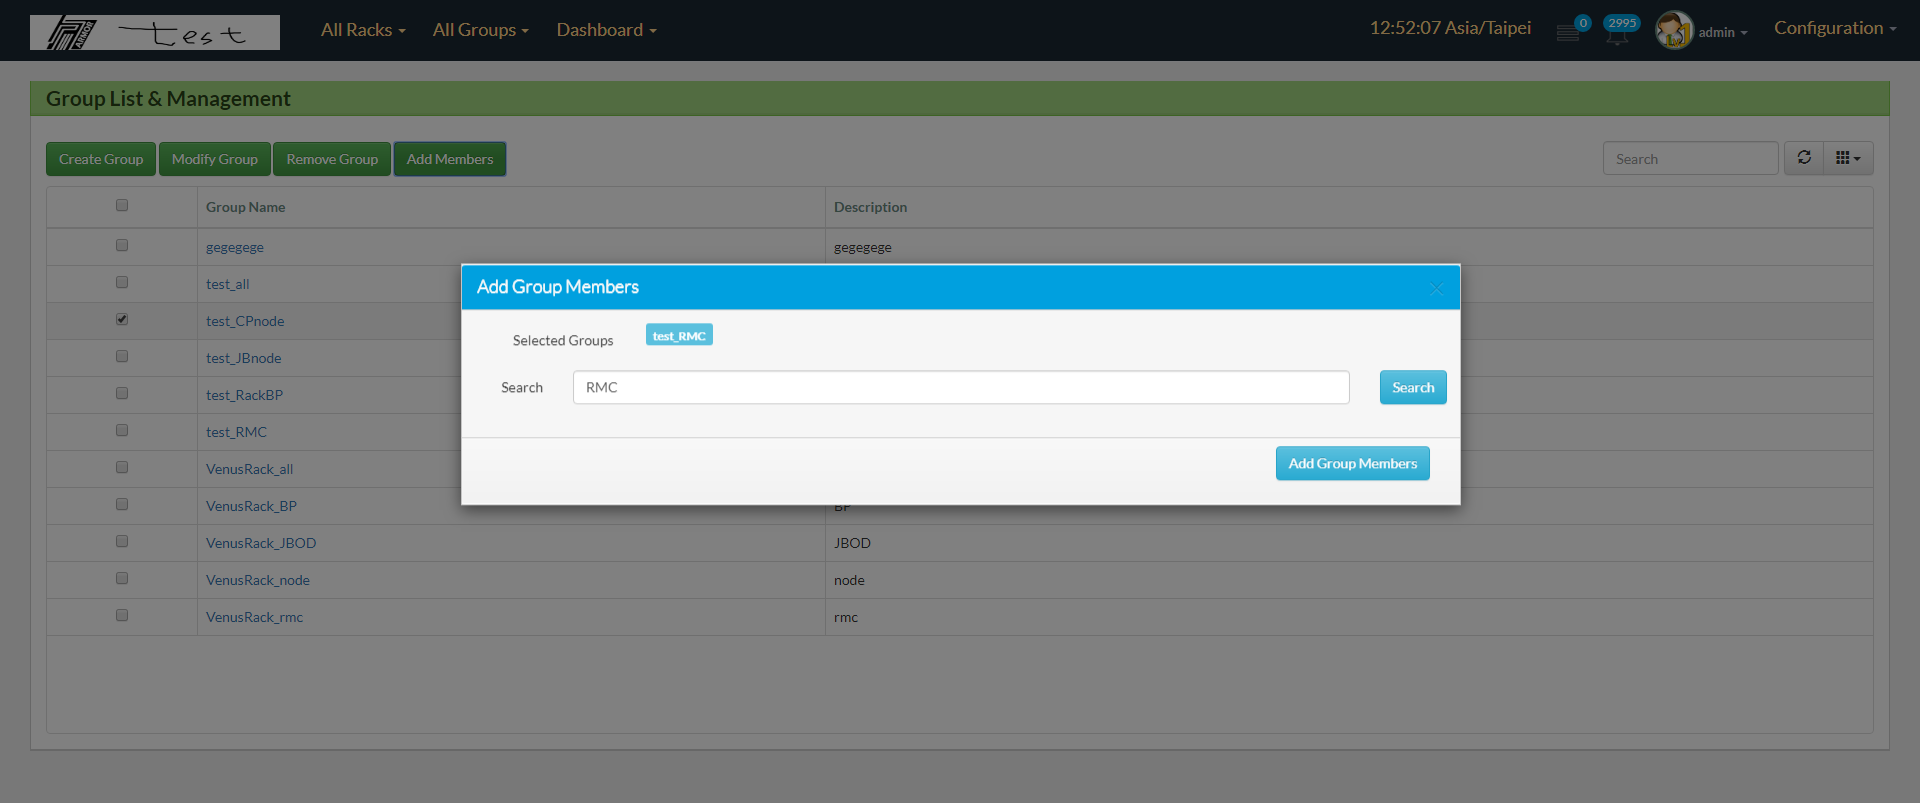 ARMOR test All Racks All Groups Dashboard 12:52:07 Asia/Taipei 0 2995 admin Configuration
Group List & Management
Create Group Modify Group Remove Group Add Members Search
Group Name Description
gegegege gegegege
test_all
test_CPnode
test_JBnode
test_RackBP
test_RMC
VenusRack_all
VenusRack_BP BP
VenusRack_JBOD JBOD
VenusRack_node node
VenusRack_rmc rmc
Add Group Members ×
Selected Groups test_RMC
Search RMC Search
Add Group Members